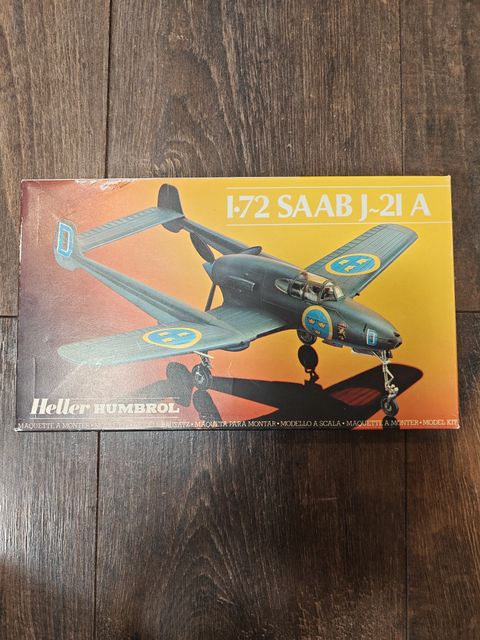 1·72 SAAB J~21 A
D
D
Heller HUMBROL
MAQUETTE A MONTER • BAUSATZ • MAQUETA PARA MONTAR • MODELLO A SCALA • MAQUETTE A MONTER • MODEL KIT